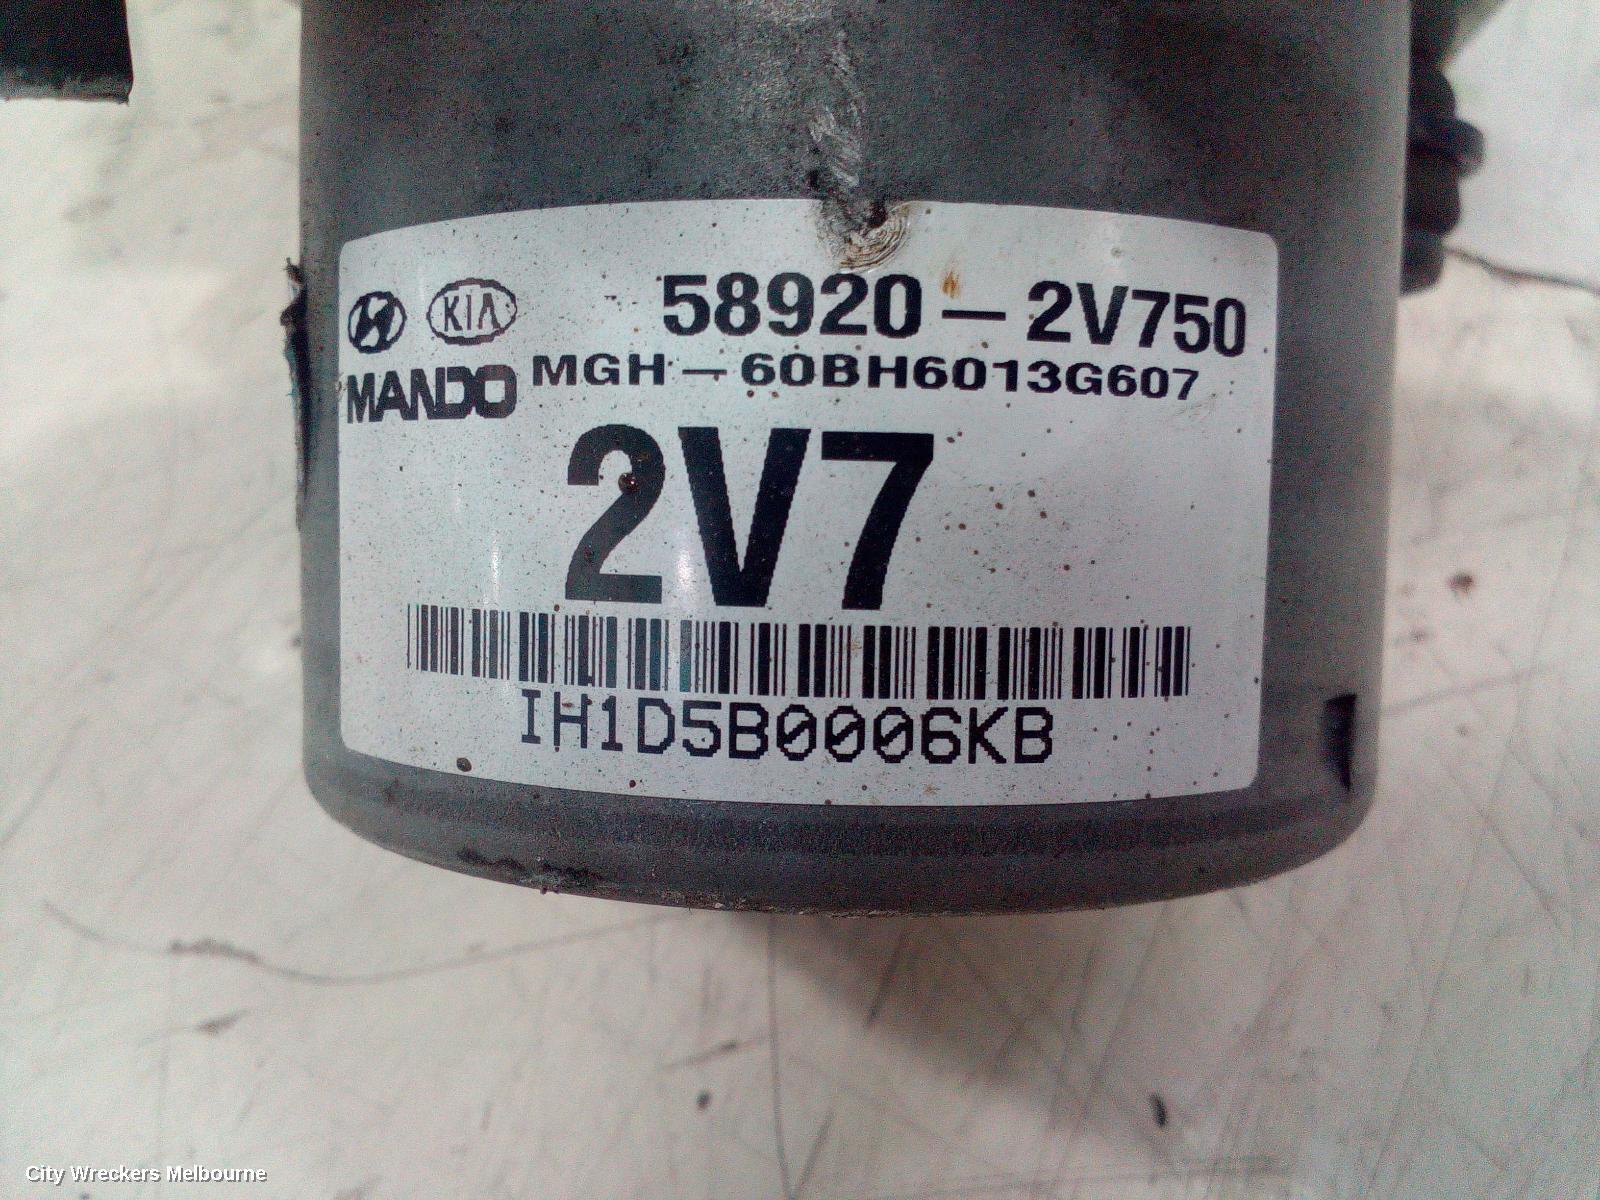 KIA 58920-2V750
MANDO MGH-60BH6013G607
2V7
IH1D5B0006KB
City Wreckers Melbourne